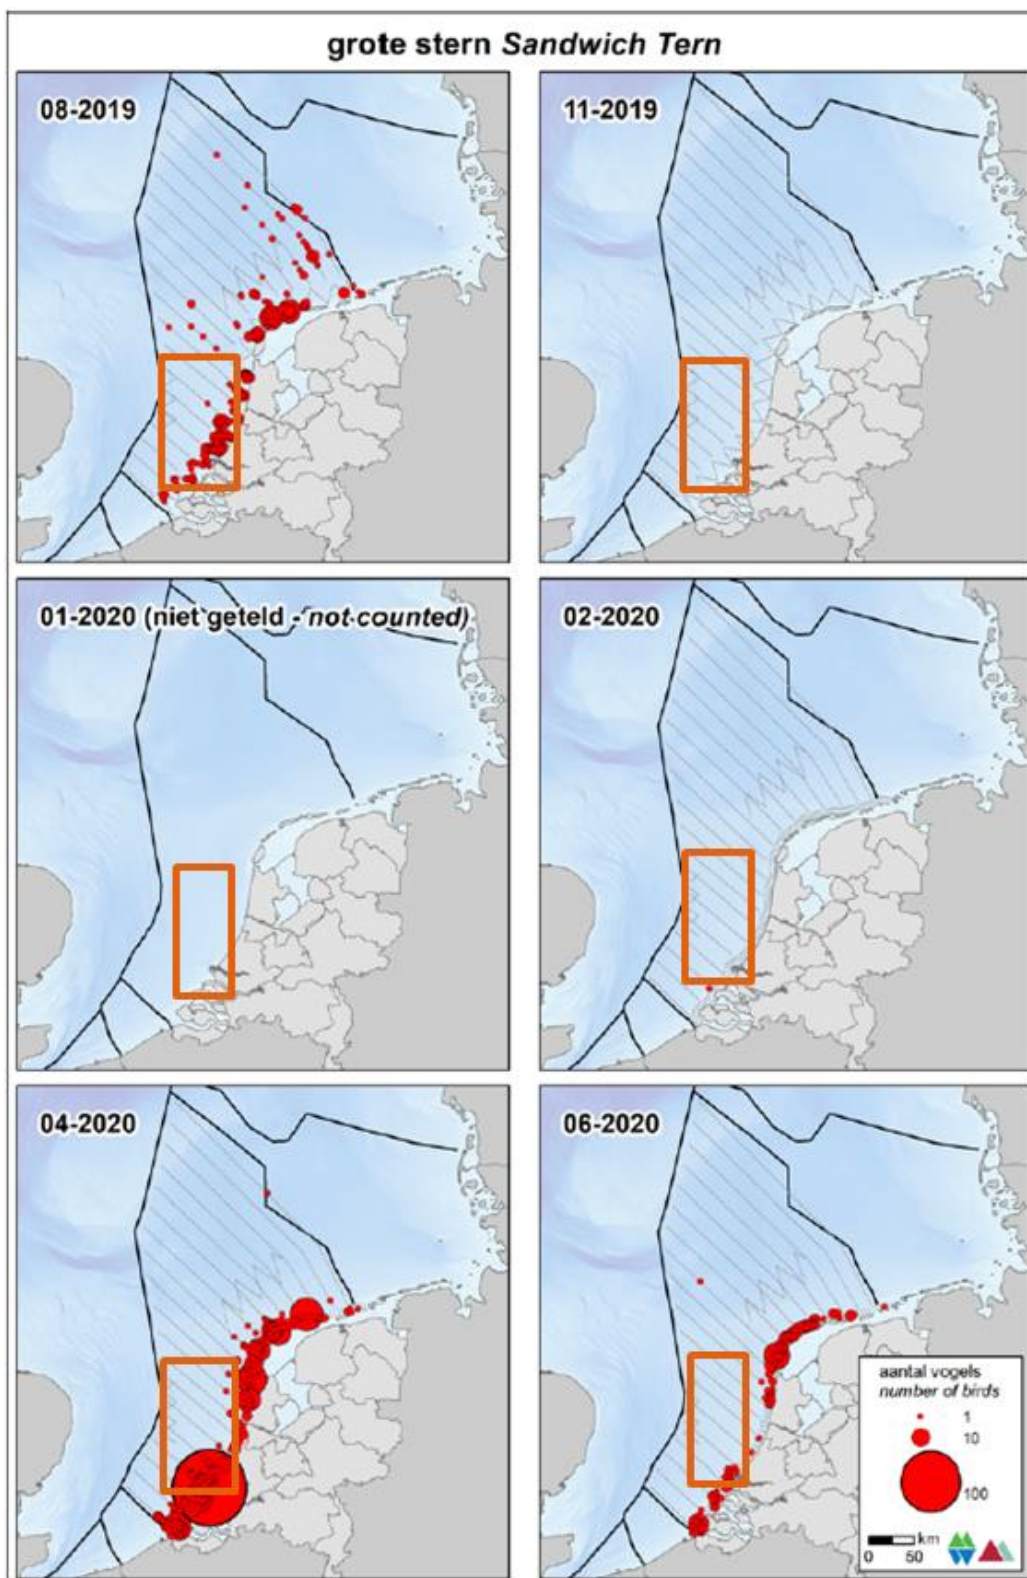 grote stern Sandwich Tern
08-2019
11-2019
01-2020 (niet geteld - not counted)
02-2020
04-2020
06-2020
aantal vogels
number of birds
1
10
100
km
0 50